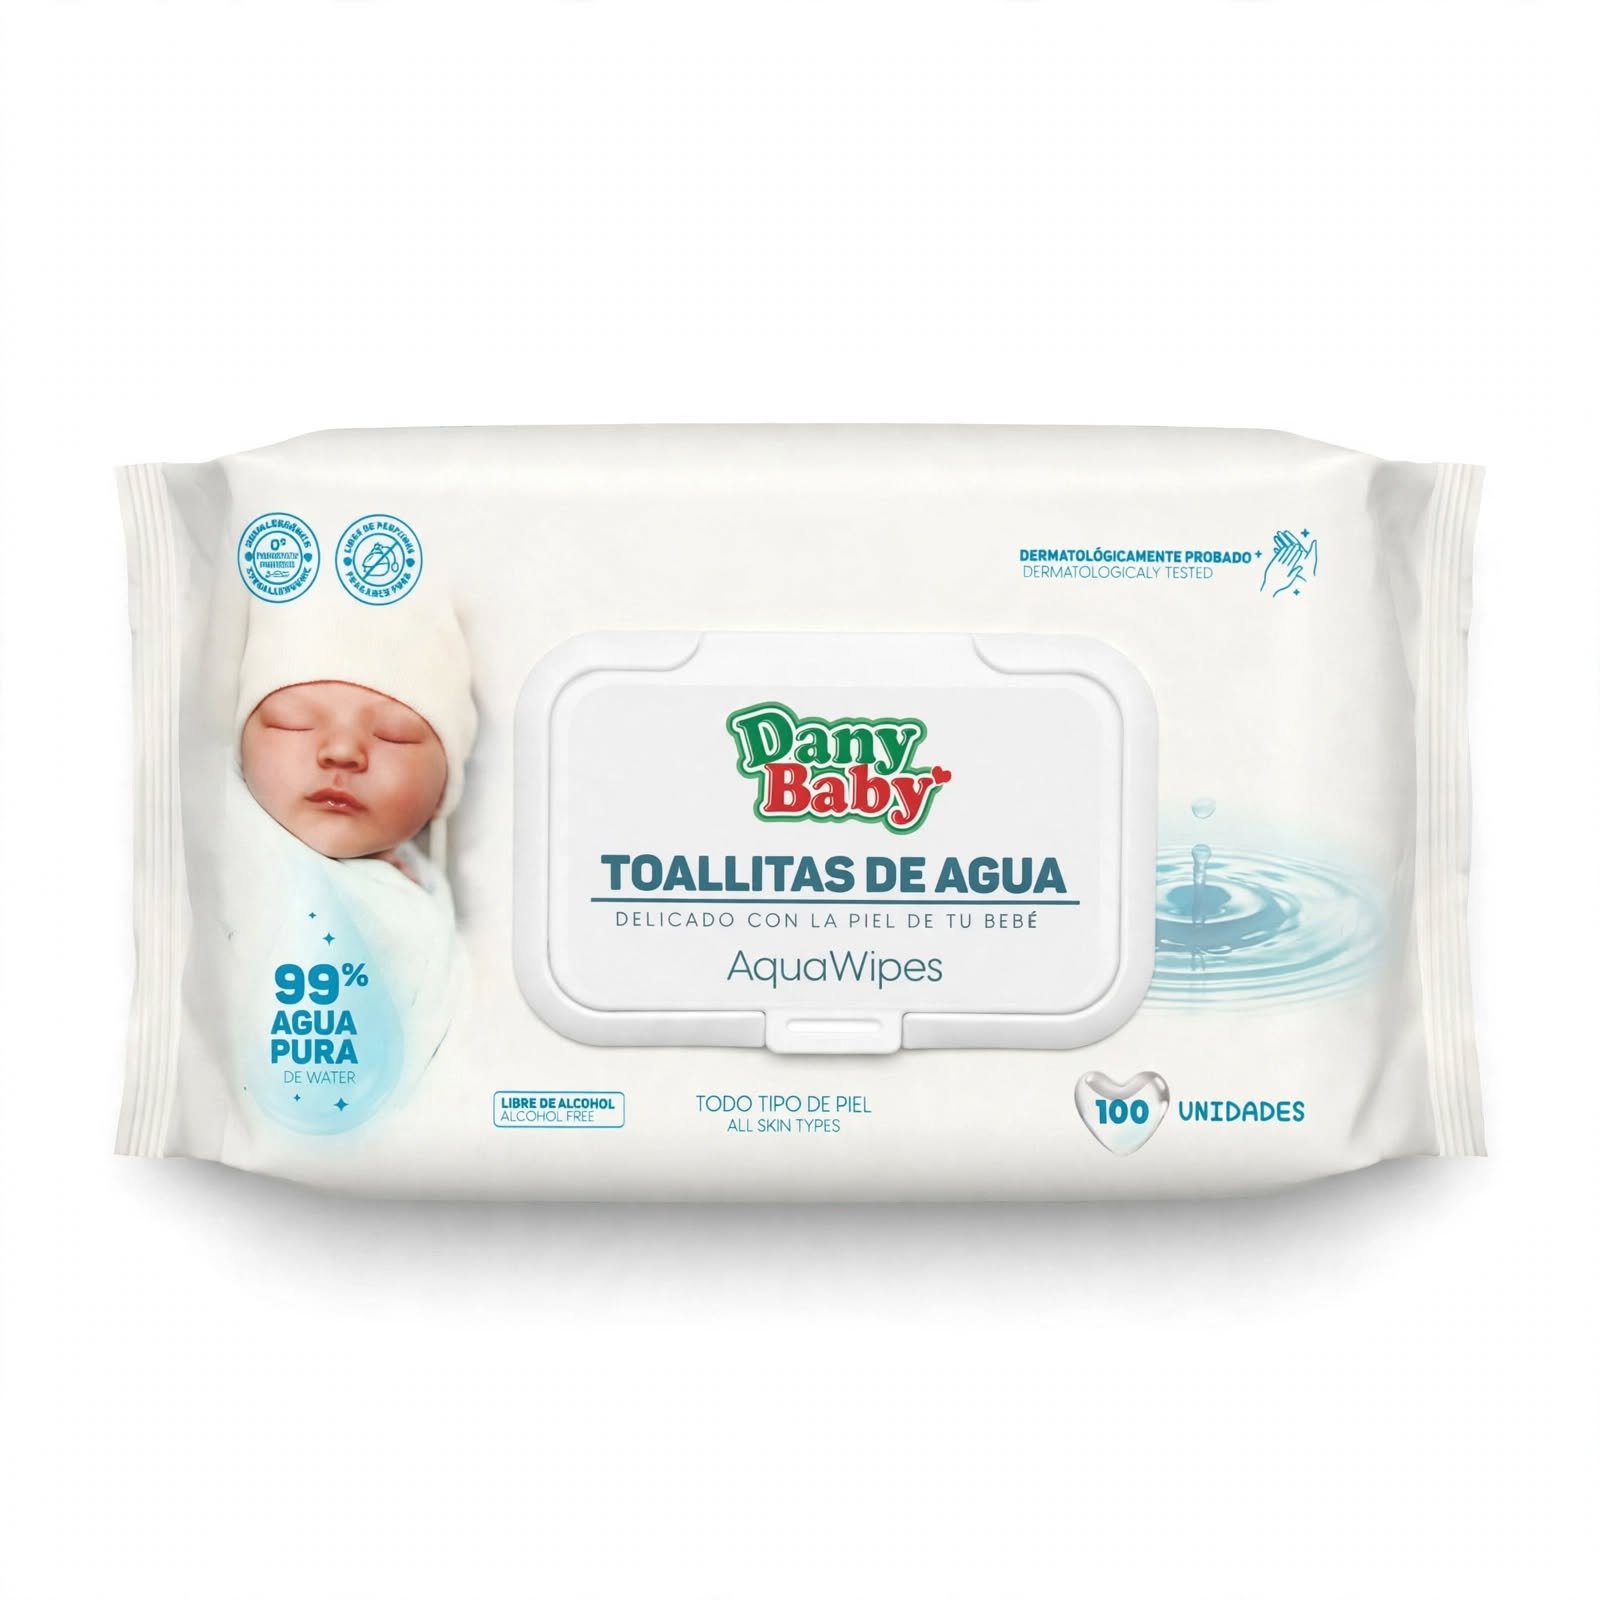 DERMATOLÓGICAMENTE PROBADO
DERMATOLOGICALY TESTED
Dany
Baby
TOALLITAS DE AGUA
DELICADO CON LA PIEL DE TU BEBÉ
AquaWipes
99%
AGUA
PURA
DE WATER
LIBRE DE ALCOHOL
ALCOHOL FREE
TODO TIPO DE PIEL
ALL SKIN TYPES
100 UNIDADES